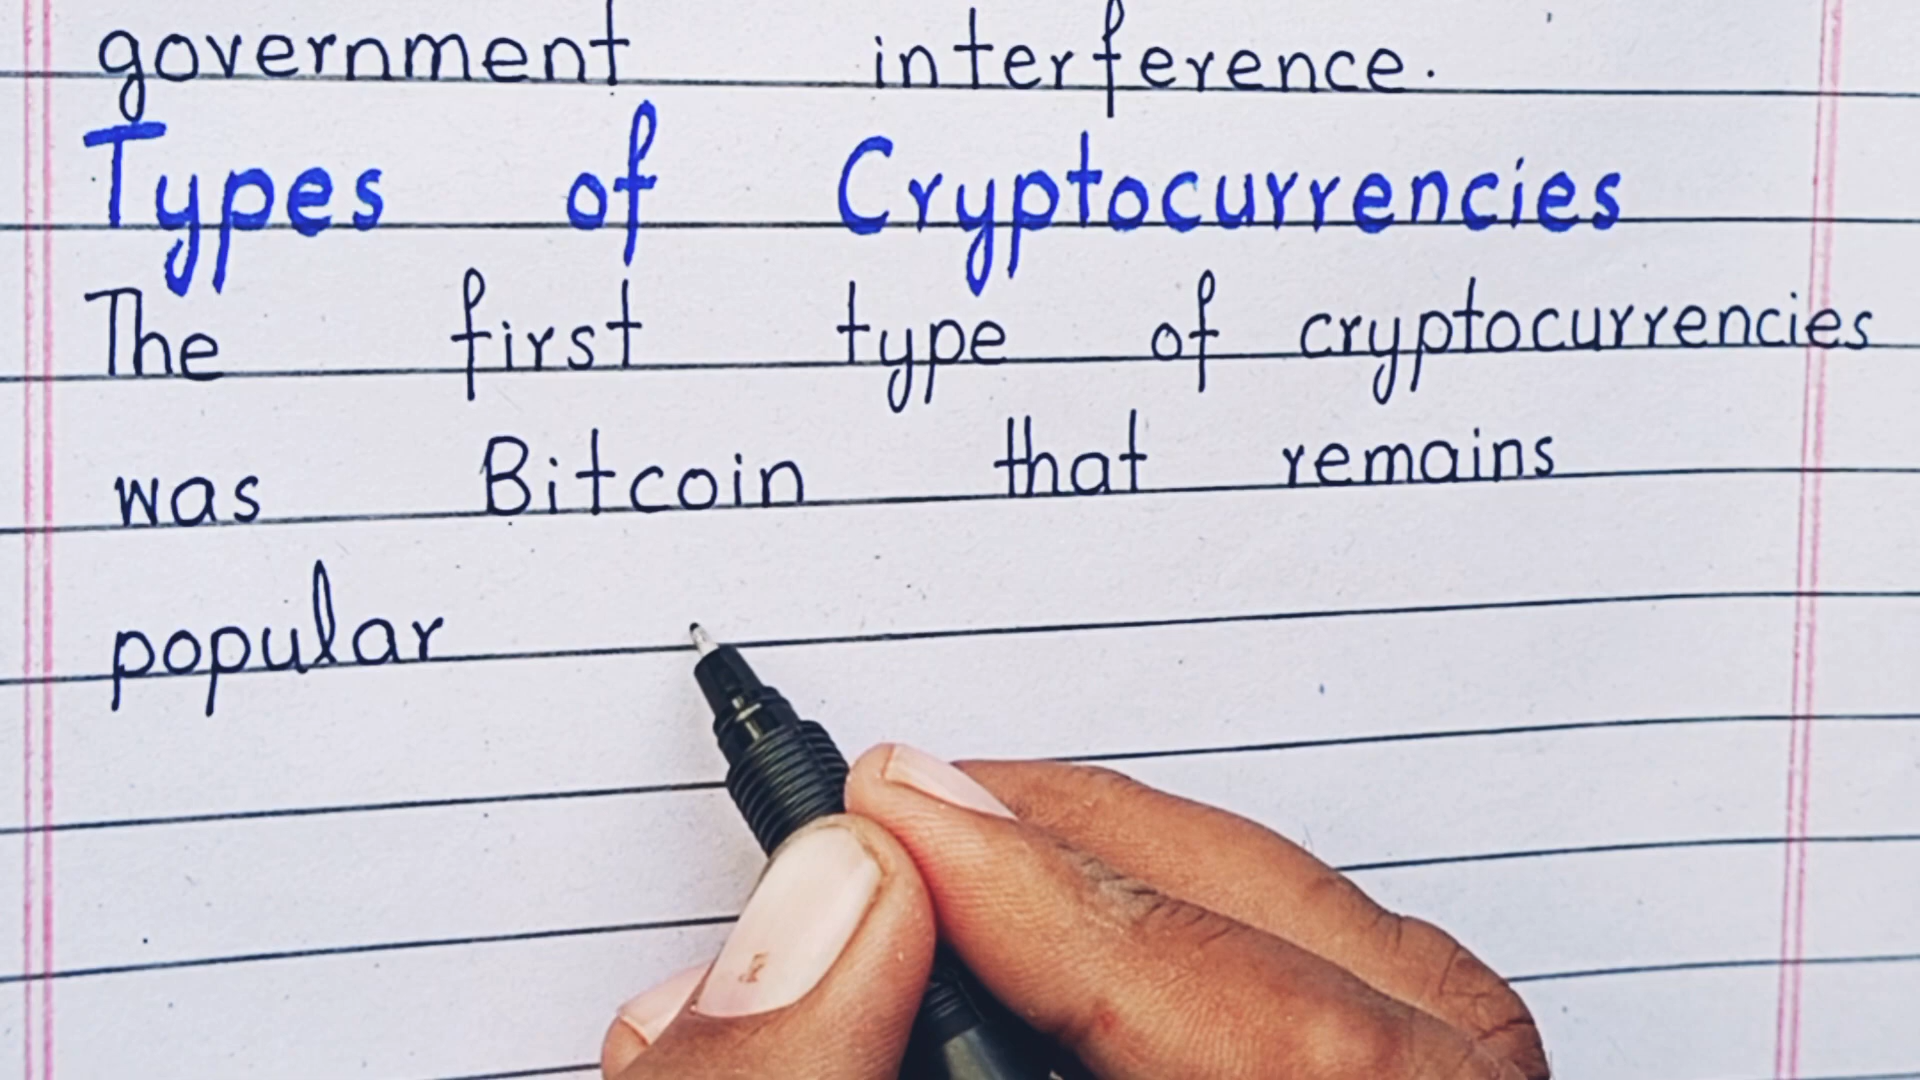 government interference.
Types of Cryptocurrencies
The first type of cryptocurrencies
was Bitcoin that remains
popular